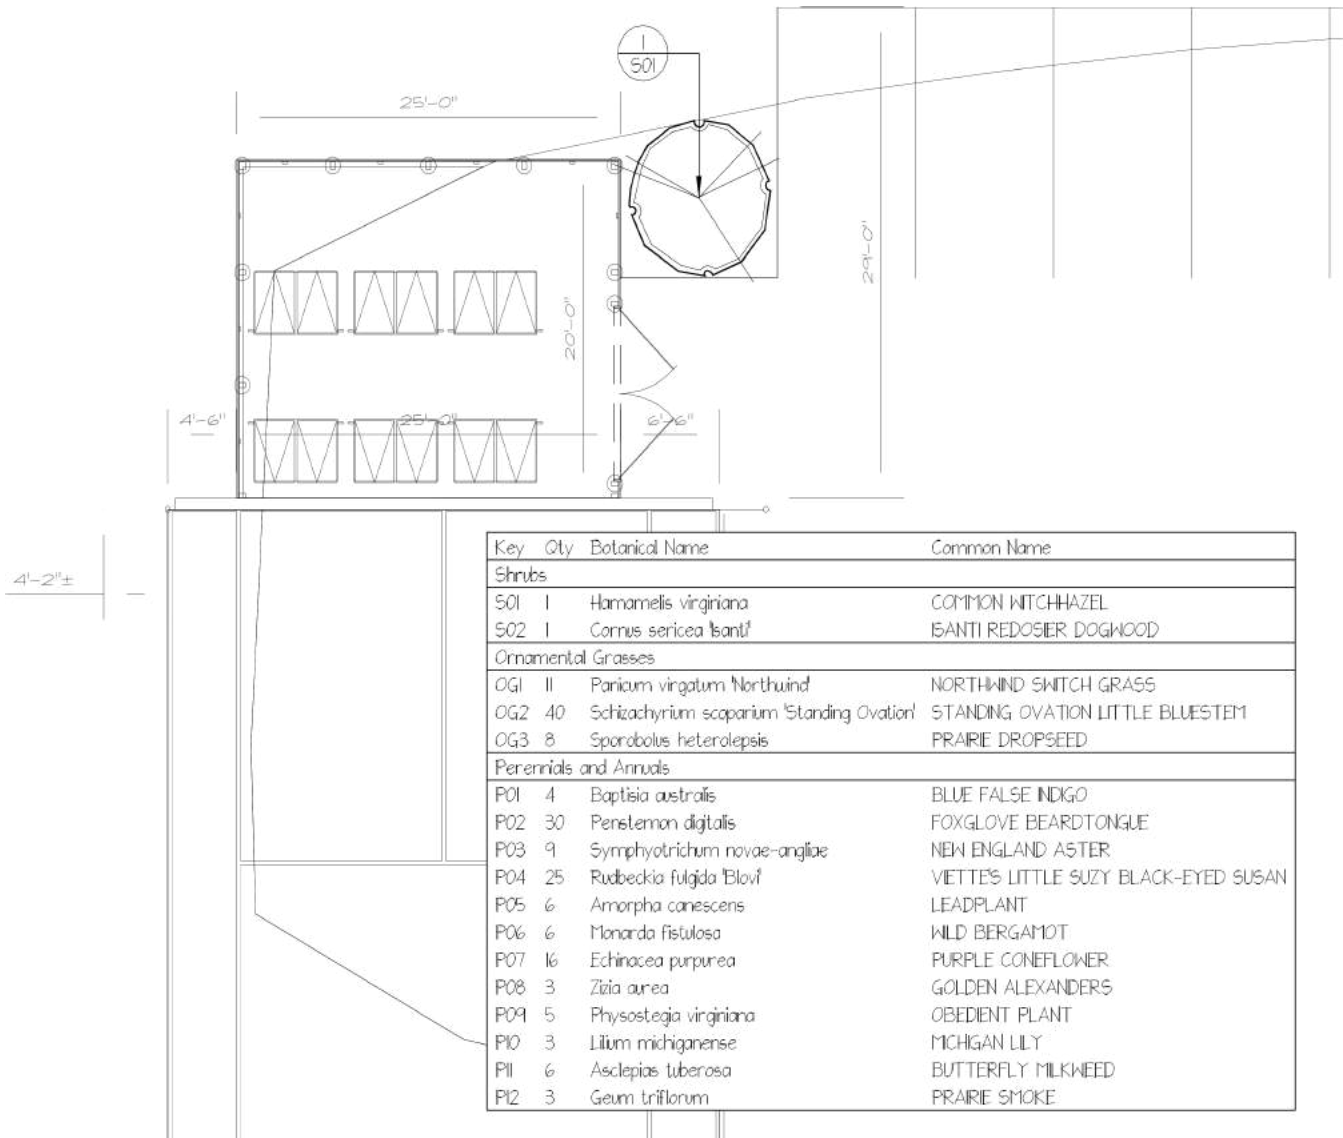 1
S01
25'-0"
29'-0"
20'-0"
4'-6"
25'-0"
6'-6"
4'-2"±
Key Qty Botanical Name Common Name
Shrubs
S01 1 Hamamelis virginiana COMMON WITCHHAZEL
S02 1 Cornus sericea 'Isanti' ISANTI REDOSIER DOGWOOD
Ornamental Grasses
OG1 11 Panicum virgatum 'Northwind' NORTHWIND SWITCH GRASS
OG2 40 Schizachyrium scoparium 'Standing Ovation' STANDING OVATION LITTLE BLUESTEM
OG3 8 Sporobolus heterolepsis PRAIRIE DROPSEED
Perennials and Annuals
P01 4 Baptisia australis BLUE FALSE INDIGO
P02 30 Penstemon digitalis FOXGLOVE BEARDTONGUE
P03 9 Symphyotrichum novae-angliae NEW ENGLAND ASTER
P04 25 Rudbeckia fulgida 'Blovi' VIETTE'S LITTLE SUZY BLACK-EYED SUSAN
P05 6 Amorpha canescens LEADPLANT
P06 6 Monarda fistulosa WILD BERGAMOT
P07 16 Echinacea purpurea PURPLE CONEFLOWER
P08 3 Zizia aurea GOLDEN ALEXANDERS
P09 5 Physostegia virginiana OBEDIENT PLANT
P10 3 Lilium michiganense MICHIGAN LILY
P11 6 Asclepias tuberosa BUTTERFLY MILKWEED
P12 3 Geum triflorum PRAIRIE SMOKE